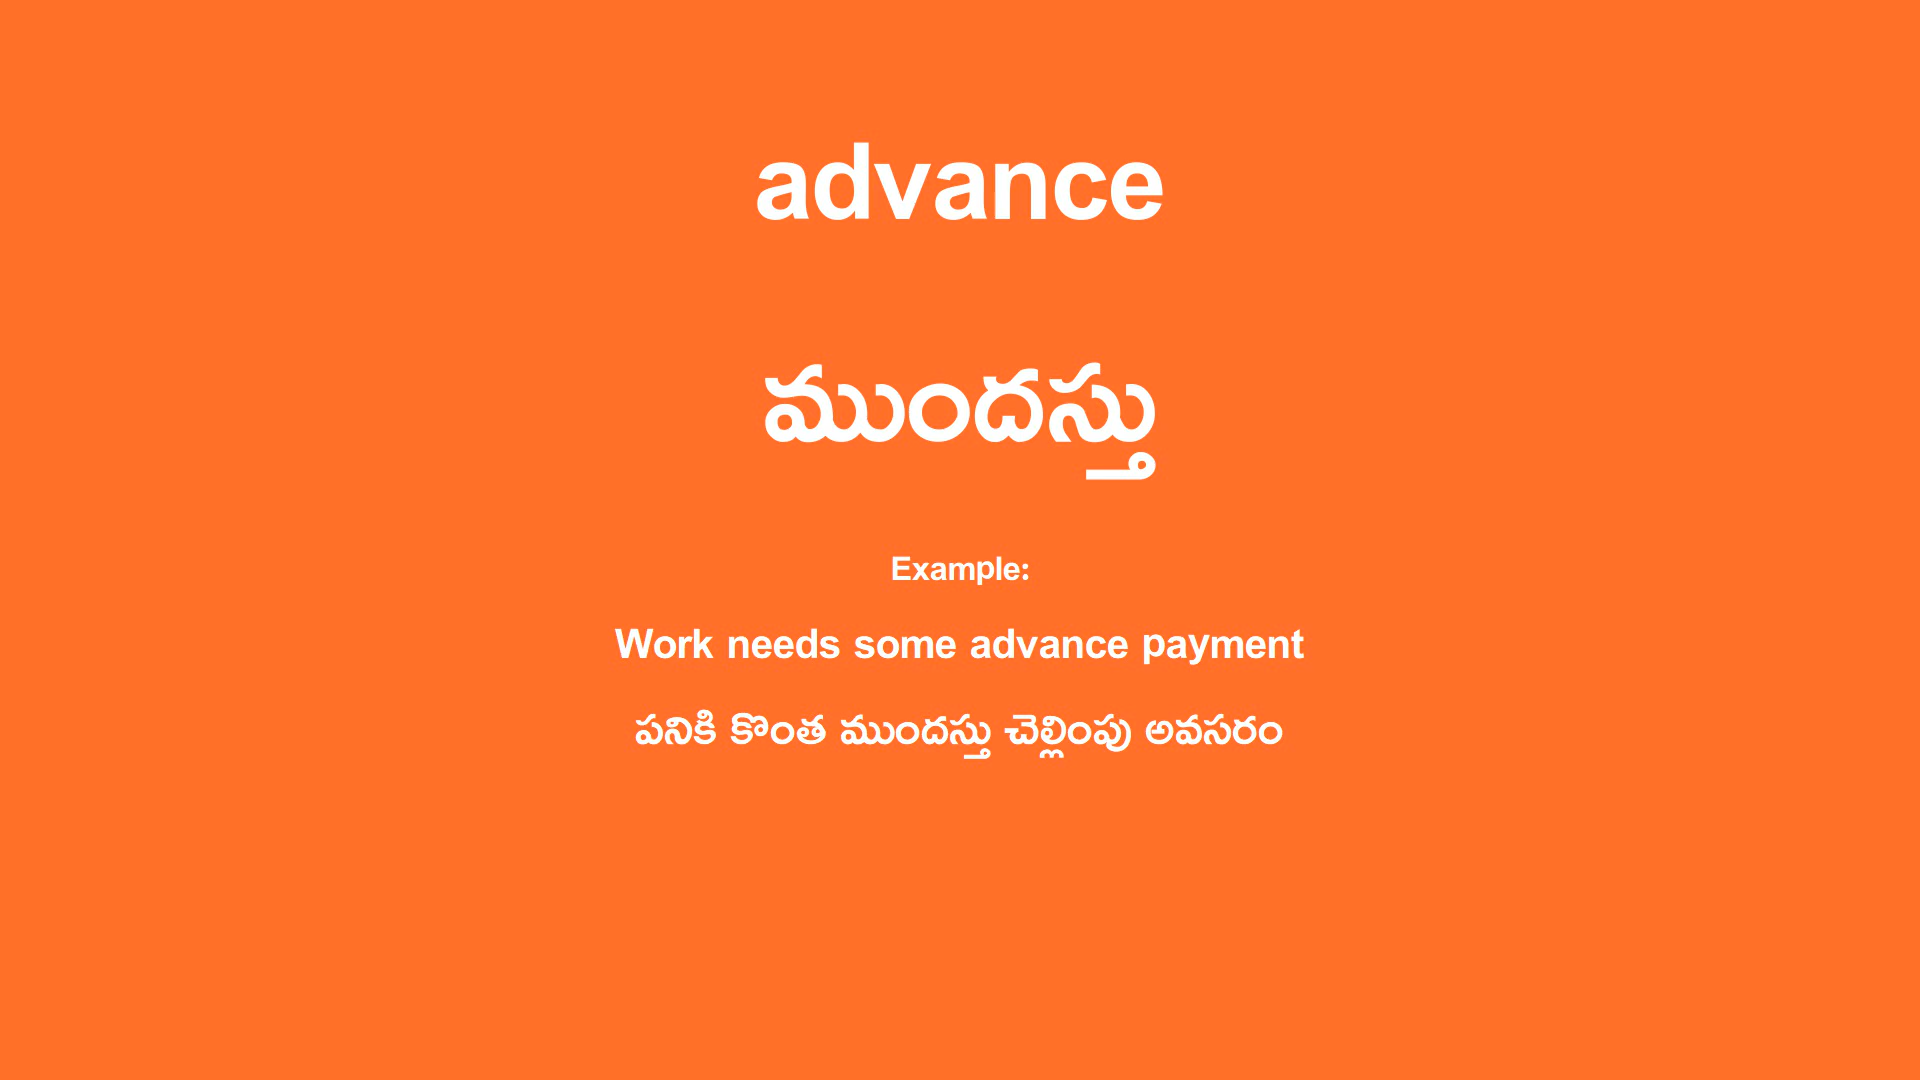 advance
ముందస్తు
Example:
Work needs some advance payment
పనికి కొంత ముందస్తు చెల్లింపు అవసరం